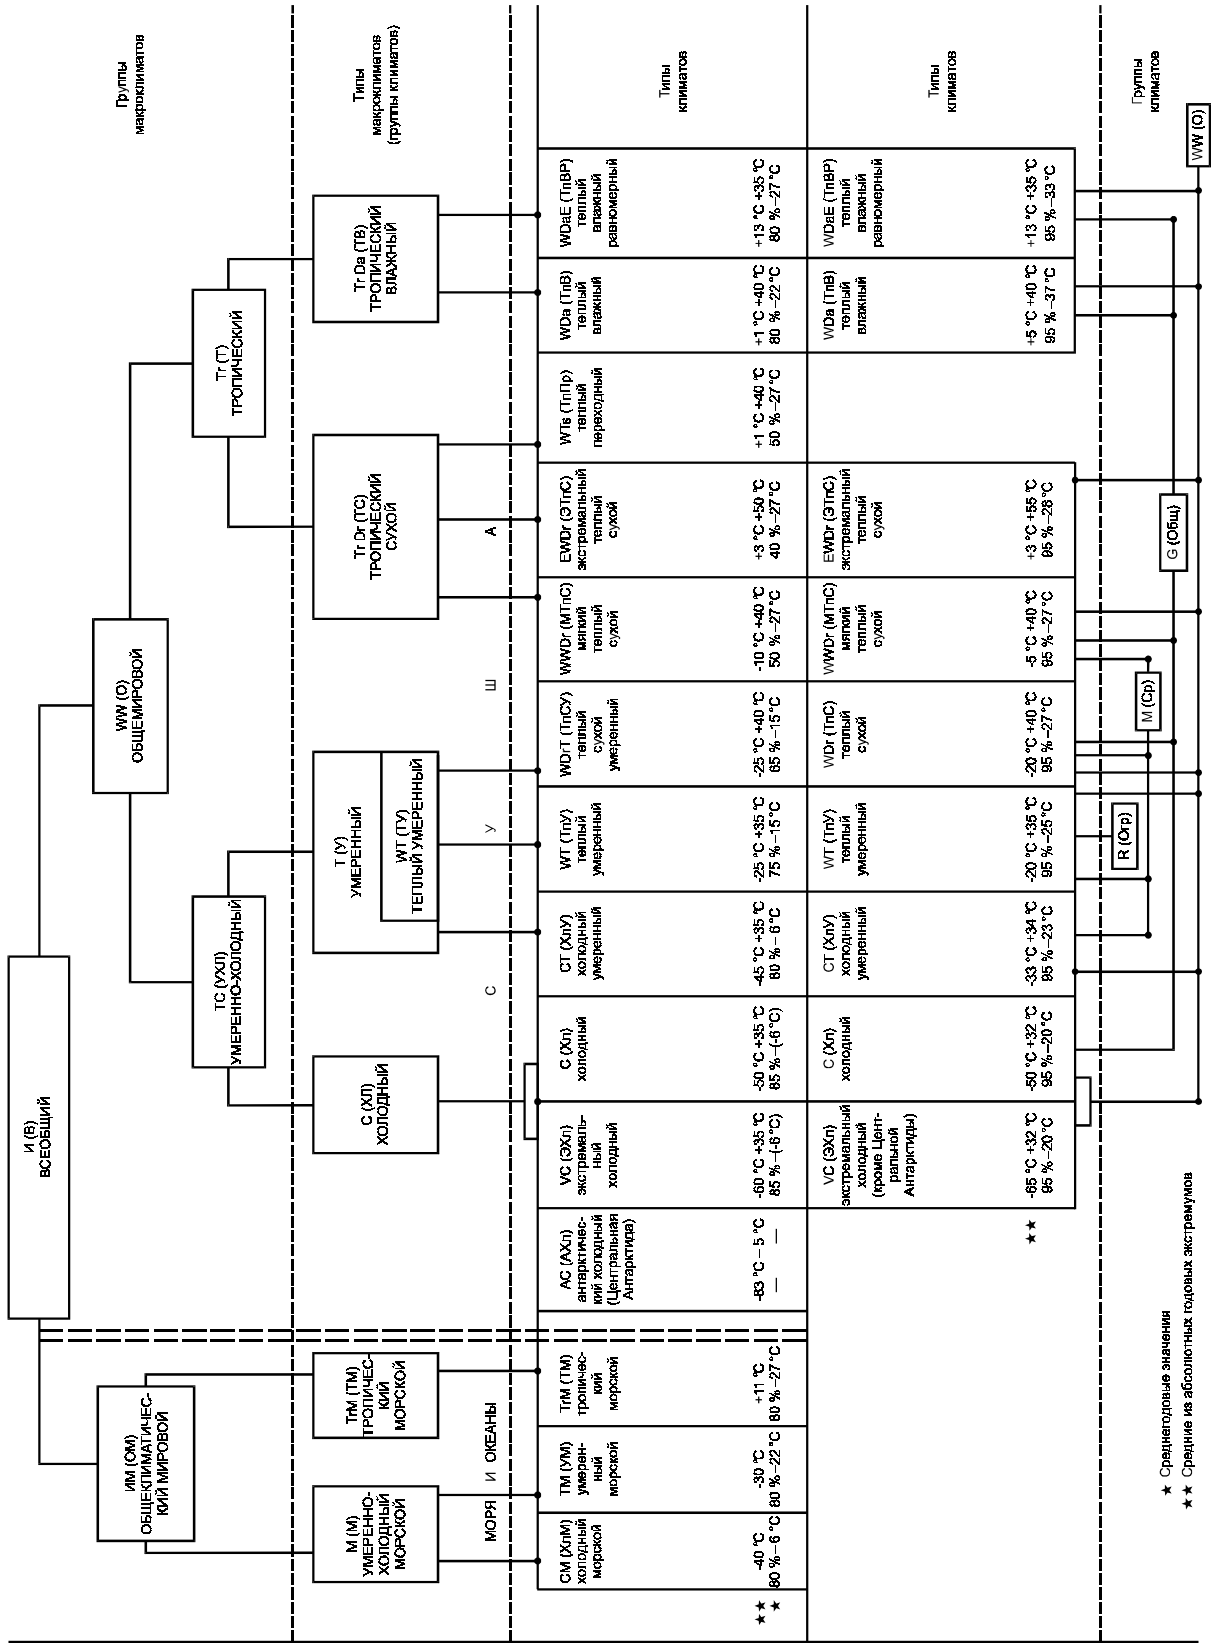 И (В)
ВСЕОБЩИЙ
WW (О)
ОБЩЕМИРОВОЙ
Группы
макроклиматов
ИМ (ОМ)
ОБЩЕКЛИМАТИЧЕС-
КИЙ МИРОВОЙ
ТС (УХЛ)
УМЕРЕННО-ХОЛОДНЫЙ
Tr (Т)
ТРОПИЧЕСКИЙ
М (М)
УМЕРЕННО-
ХОЛОДНЫЙ
МОРСКОЙ
TrM (ТМ)
ТРОПИЧЕС-
КИЙ
МОРСКОЙ
С (ХЛ)
ХОЛОДНЫЙ
Т (У)
УМЕРЕННЫЙ
WT (ТУ)
ТЕПЛЫЙ УМЕРЕННЫЙ
Tr Dr (ТС)
ТРОПИЧЕСКИЙ
СУХОЙ
Tr Da (ТВ)
ТРОПИЧЕСКИЙ
ВЛАЖНЫЙ
Типы
макроклиматов
(группы климатов)
МОРЯ И ОКЕАНЫ
С У Ш А
СМ (ХлМ)
холодный
морской
-40 °С
80 %–6 °С
ТМ (УМ)
умерен-
ный
морской
-30 °С
80 %–22 °С
TrM (ТМ)
тропичес-
кий
морской
+11 °С
80 %–27 °С
АС (АХл)
антарктичес-
кий холодный
(Центральная
Антарктида)
-83 °С – 5 °С
— —
VC (ЭХл)
экстремаль-
ный
холодный
-60 °С +35 °С
85 %–(-6 °С)
С (Хл)
холодный
-50 °С +35 °С
85 %–(-6 °С)
СТ (ХлУ)
холодный
умеренный
-45 °С +35 °С
80 % – 6 °С
WT (ТпУ)
теплый
умеренный
-25 °С +35 °С
75 %–15 °С
WDrT (ТпСУ)
теплый
сухой
умеренный
-25 °С +40 °С
65 %–15 °С
WWDr (МТпС)
мягкий
теплый
сухой
-10 °С +40 °С
50 %–27 °С
EWDr (ЭТпС)
экстремальный
теплый
сухой
+3 °С +50 °С
40 %–27 °С
WTs (ТпПр)
теплый
переходный
+1 °С +40 °С
50 %–27 °С
WDa (ТпВ)
теплый
влажный
+1 °С +40 °С
80 %–22 °С
WDaE (ТпВР)
теплый
влажный
равномерный
+13 °С +35 °С
80 %–27 °С
Типы
климатов
★★
★
VC (ЭХл)
экстремальный
холодный
(кроме Цент-
ральной
Антарктиды)
-65 °С +32 °С
95 %–20 °С
С (Хл)
холодный
-50 °С +32 °С
95 %–20 °С
СТ (ХлУ)
холодный
умеренный
-33 °С +34 °С
95 %–23 °С
WT (ТпУ)
теплый
умеренный
-20 °С +35 °С
95 %–25 °С
WDr (ТпС)
теплый
сухой
-20 °С +40 °С
95 %–27 °С
WWDr (МТпС)
мягкий
теплый
сухой
-5 °С +40 °С
95 %–27 °С
EWDr (ЭТпС)
экстремальный
теплый
сухой
+3 °С +55 °С
95 %–28 °С
WDa (ТпВ)
теплый
влажный
+5 °С +40 °С
95 %–37 °С
WDaE (ТпВР)
теплый
влажный
равномерный
+13 °С +35 °С
95 %–33 °С
Типы
климатов
★★
R (Огр)
М (Ср)
G (Общ)
WW (О)
Группы
климатов
★ Среднегодовые значения
★★ Средние из абсолютных годовых экстремумов